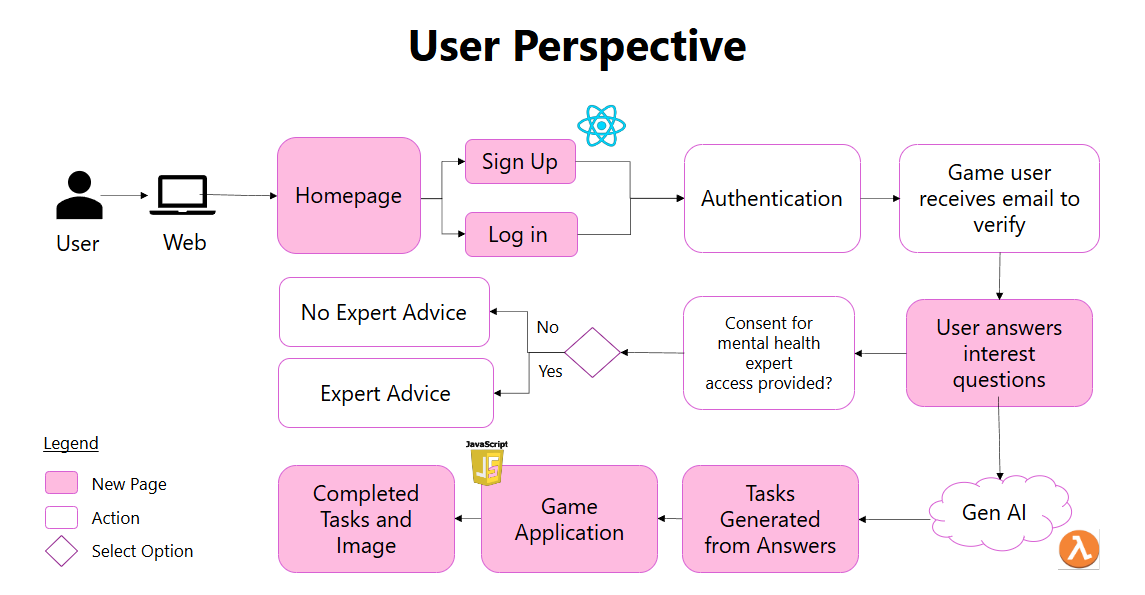 User Perspective
Sign Up
Homepage
Log in
Authentication
Game user
receives email to
verify
User
Web
No Expert Advice
No
Yes
Expert Advice
Consent for
mental health
expert
access provided?
User answers
interest
questions
Legend
New Page
Action
Select Option
Completed
Tasks and
Image
JavaScript
JS
Game
Application
Tasks
Generated
from Answers
Gen AI
λ